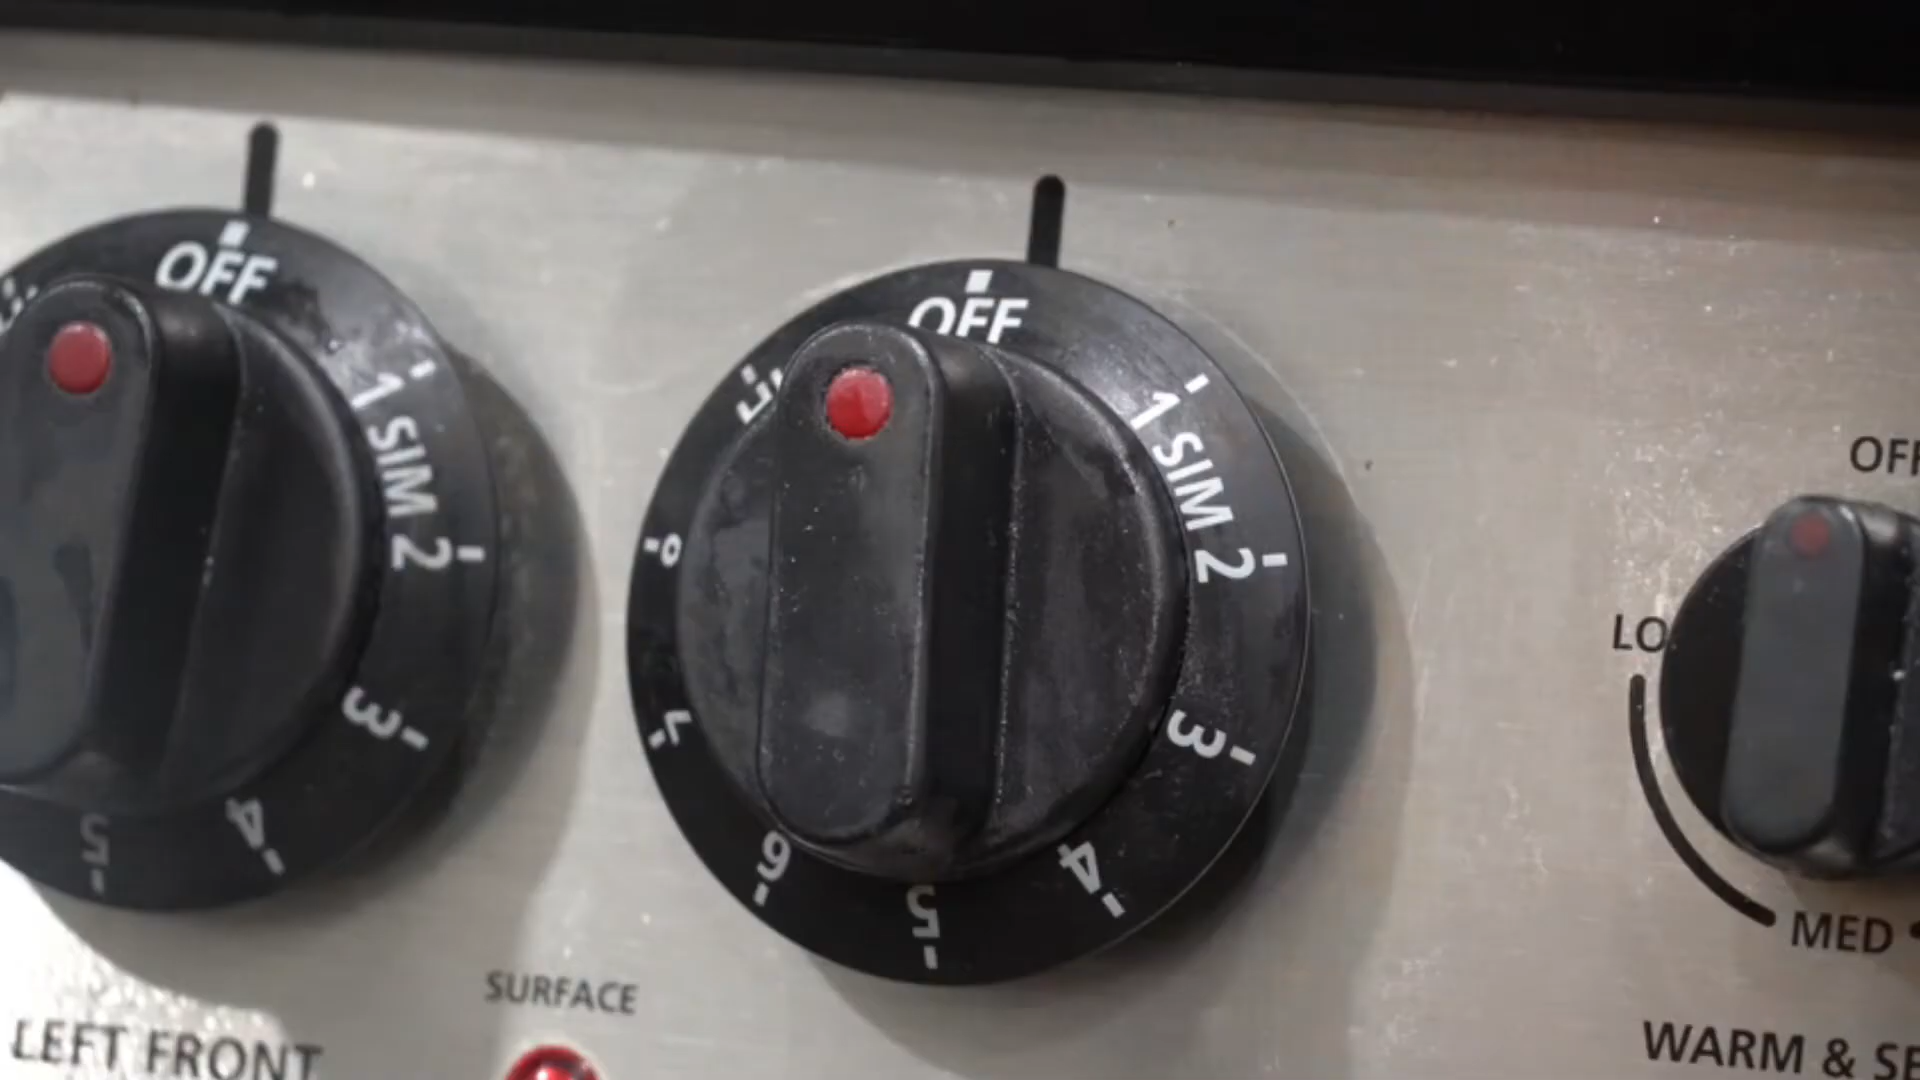 OFF
1 SIM 2
3
4
5
OFF
1 SIM 2
3
4
5
6
SURFACE
LEFT FRONT
OFF
LO
MED
WARM & SE